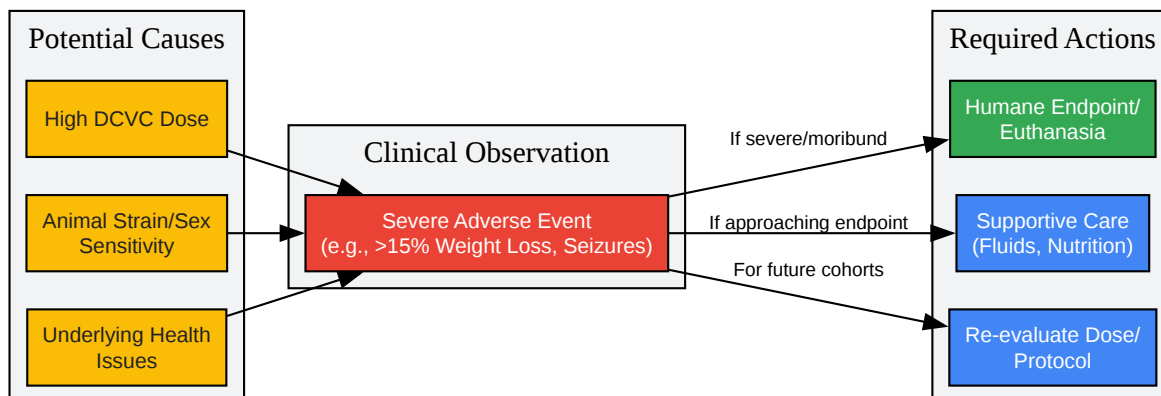 Potential Causes
High DCVC Dose
Animal Strain/Sex
Sensitivity
Underlying Health
Issues
Clinical Observation
Severe Adverse Event
(e.g., >15% Weight Loss, Seizures)
If severe/moribund
If approaching endpoint
For future cohorts
Required Actions
Humane Endpoint/
Euthanasia
Supportive Care
(Fluids, Nutrition)
Re-evaluate Dose/
Protocol